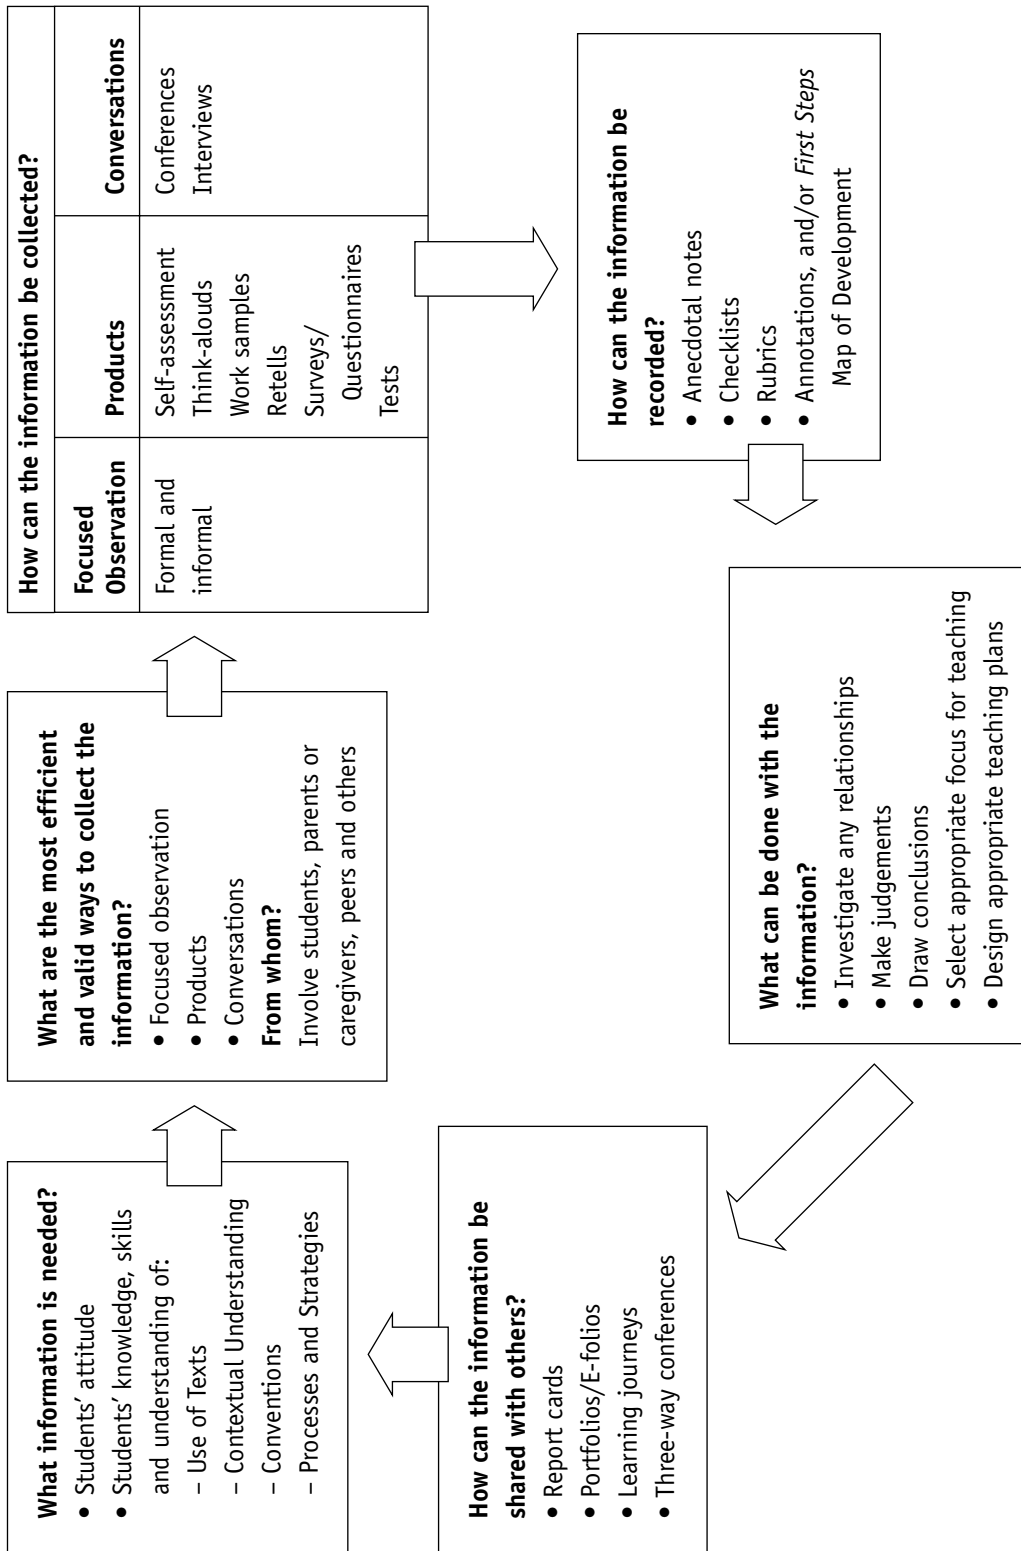 What information is needed?
• Students’ attitude
• Students’ knowledge, skills
and understanding of:
– Use of Texts
– Contextual Understanding
– Conventions
– Processes and Strategies
What are the most efficient
and valid ways to collect the
information?
• Focused observation
• Products
• Conversations
From whom?
Involve students, parents or
caregivers, peers and others
How can the information be collected?
Focused
Observation
Products
Conversations
Formal and
informal
Self-assessment
Think-alouds
Work samples
Retells
Surveys/
Questionnaires
Tests
Conferences
Interviews
How can the information be
recorded?
• Anecdotal notes
• Checklists
• Rubrics
• Annotations, and/or First Steps
Map of Development
What can be done with the
information?
• Investigate any relationships
• Make judgements
• Draw conclusions
• Select appropriate focus for teaching
• Design appropriate teaching plans
How can the information be
shared with others?
• Report cards
• Portfolios/E-folios
• Learning journeys
• Three-way conferences